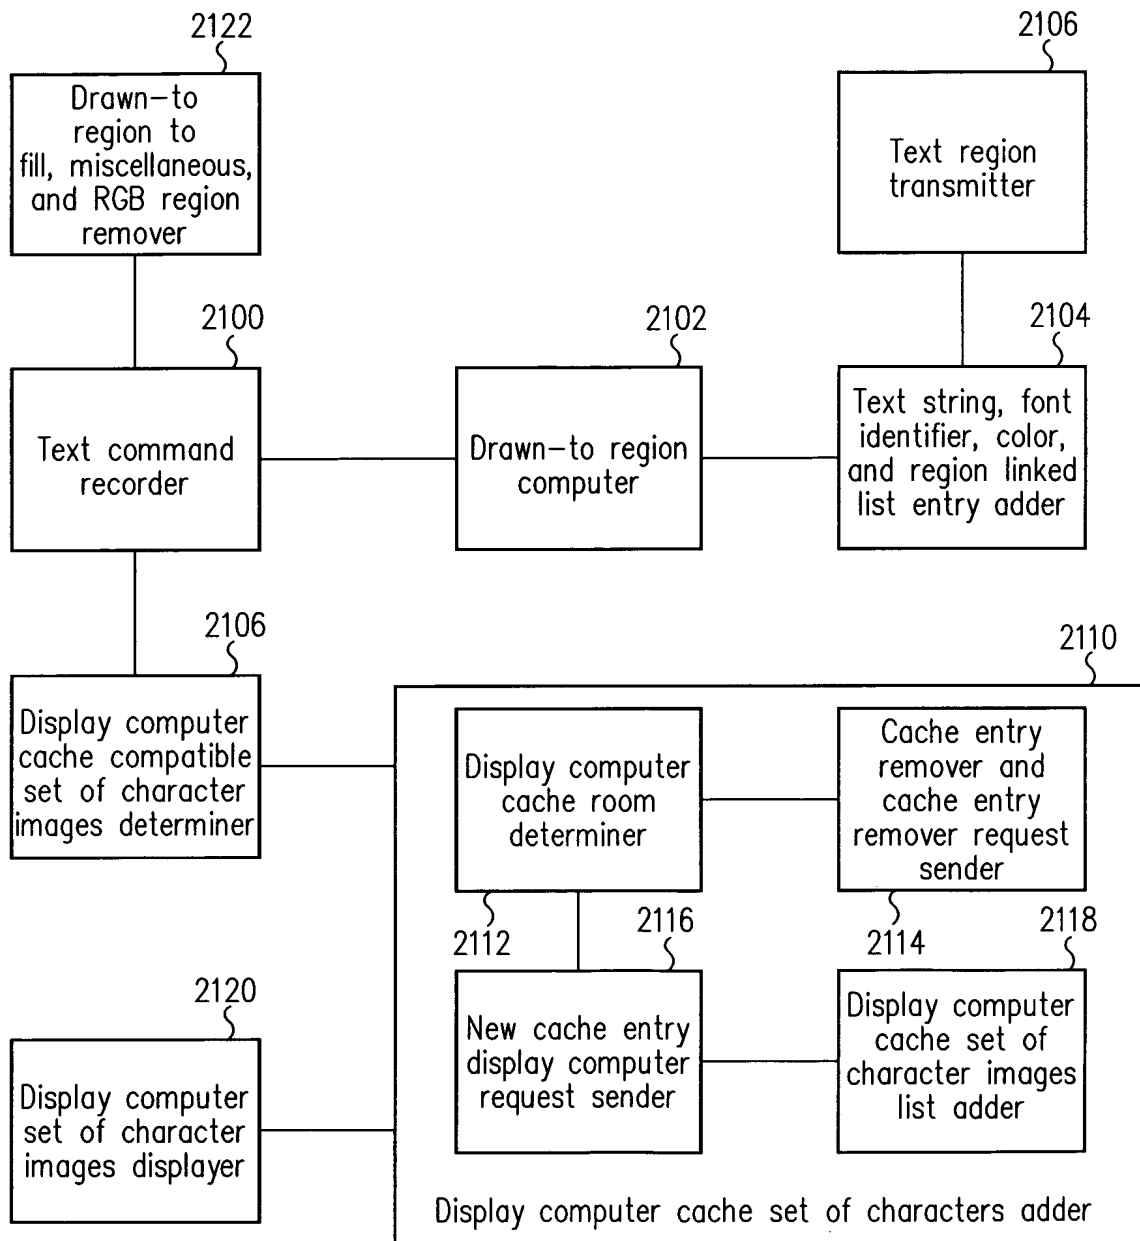 2122
Drawn-to
region to
fill, miscellaneous,
and RGB region
remover
2106
Text region
transmitter
2100
Text command
recorder
2102
Drawn-to region
computer
2104
Text string, font
identifier, color,
and region linked
list entry adder
2106
Display computer
cache compatible
set of character
images determiner
2110
Display computer
cache room
determiner
2112
Cache entry
remover and
cache entry
remover request
sender
2114
2116
New cache entry
display computer
request sender
2118
Display computer
cache set of
character images
list adder
2120
Display computer
set of character
images displayer
Display computer cache set of characters adder